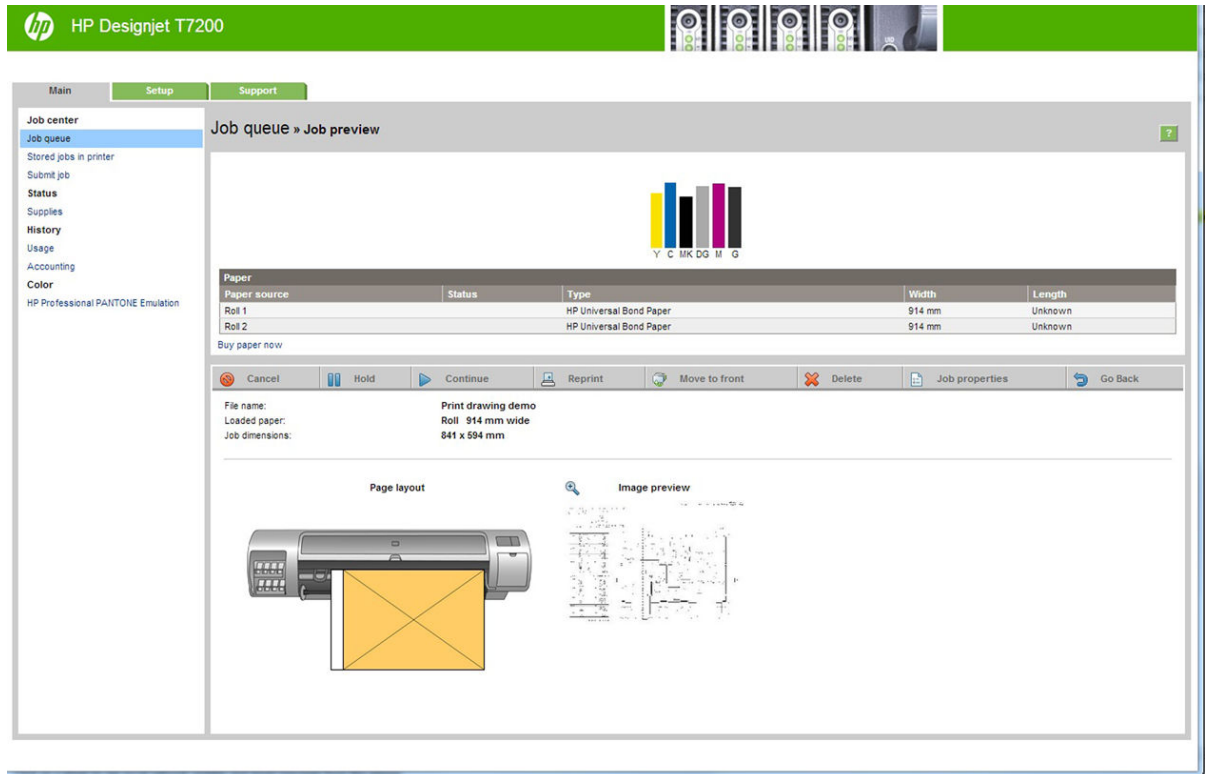 hp HP Designjet T7200
UID
Main Setup Support
Job center
Job queue
Stored jobs in printer
Submit job
Status
Supplies
History
Usage
Accounting
Color
HP Professional PANTONE Emulation
Job queue » Job preview
?
Y C MK DG M G
Paper
Paper source Status Type Width Length
Roll 1 HP Universal Bond Paper 914 mm Unknown
Roll 2 HP Universal Bond Paper 914 mm Unknown
Buy paper now
Cancel Hold Continue Reprint Move to front Delete Job properties Go Back
File name: Print drawing demo
Loaded paper: Roll 914 mm wide
Job dimensions: 841 x 594 mm
Page layout Image preview